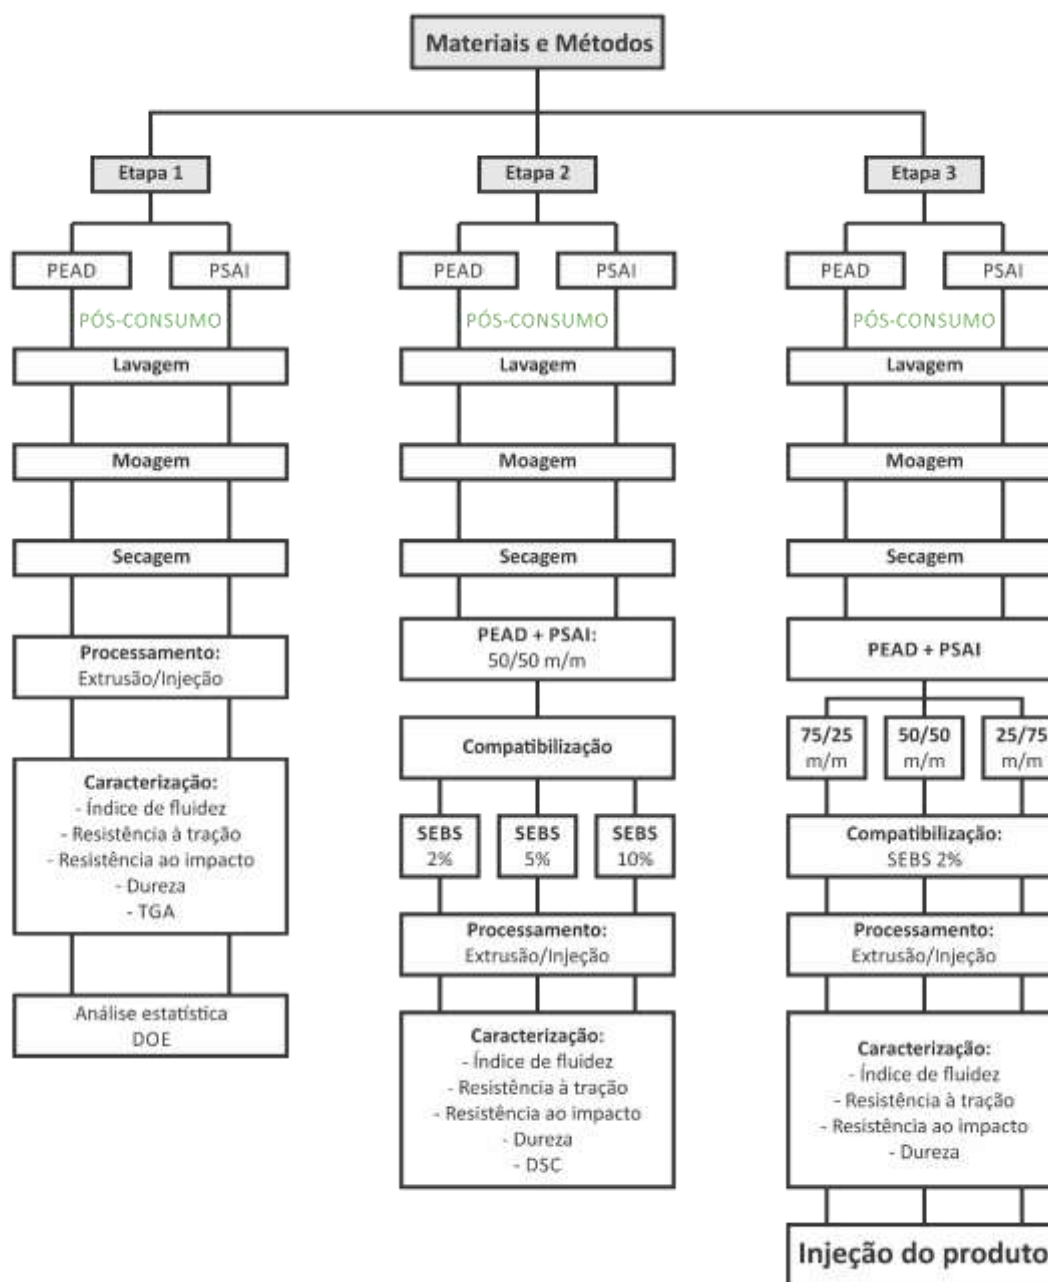 Materiais e Métodos
Etapa 1
PEAD
PSAI
PÓS-CONSUMO
Lavagem
Moagem
Secagem
Processamento:
Extrusão/Injeção
Caracterização:
- Índice de fluidez
- Resistência à tração
- Resistência ao impacto
- Dureza
- TGA
Análise estatística
DOE
Etapa 2
PEAD
PSAI
PÓS-CONSUMO
Lavagem
Moagem
Secagem
PEAD + PSAI:
50/50 m/m
Compatibilização
SEBS
2%
SEBS
5%
SEBS
10%
Processamento:
Extrusão/Injeção
Caracterização:
- Índice de fluidez
- Resistência à tração
- Resistência ao impacto
- Dureza
- DSC
Etapa 3
PEAD
PSAI
PÓS-CONSUMO
Lavagem
Moagem
Secagem
PEAD + PSAI
75/25
m/m
50/50
m/m
25/75
m/m
Compatibilização:
SEBS 2%
Processamento:
Extrusão/Injeção
Caracterização:
- Índice de fluidez
- Resistência à tração
- Resistência ao impacto
- Dureza
Injeção do produto